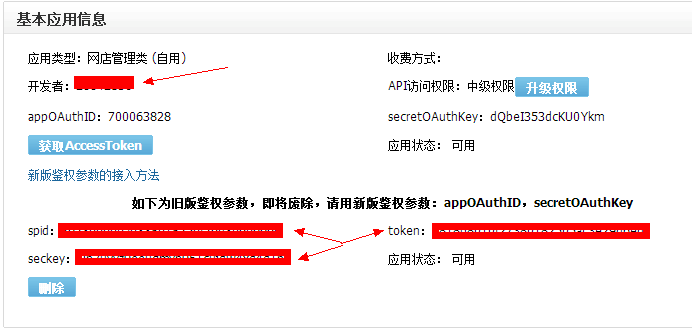 基本应用信息
应用类型：网店管理类 (自用)
收费方式：
开发者：
API访问权限：中级权限 升级权限
appOAuthID：700063828
secretOAuthKey：dQbeI353dcKU0Ykm
获取AccessToken
应用状态： 可用
新版鉴权参数的接入方法
如下为旧版鉴权参数，即将废除，请用新版鉴权参数：appOAuthID，secretOAuthKey
spid：
token：
seckey：
应用状态： 可用
删除